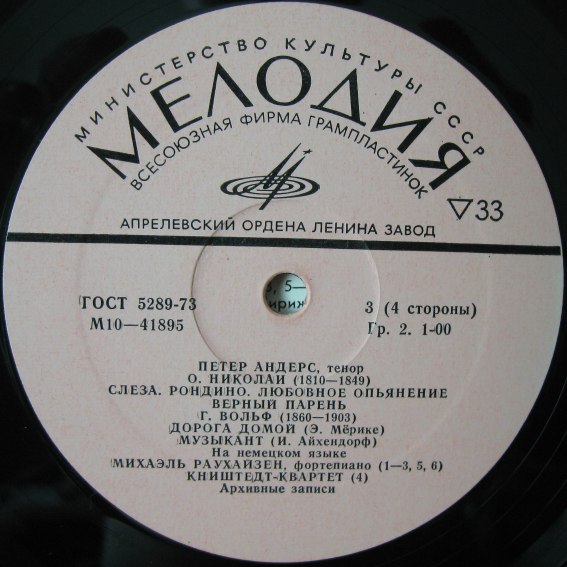 МИНИСТЕРСТВО КУЛЬТУРЫ СССР
МЕЛОДИЯ
ВСЕСОЮЗНАЯ ФИРМА ГРАМПЛАСТИНОК
33
АПРЕЛЕВСКИЙ ОРДЕНА ЛЕНИНА ЗАВОД
ГОСТ 5289-73
М10—41895
3 (4 стороны)
Гр. 2. 1-00
ПЕТЕР АНДЕРС, тенор
О. НИКОЛАИ (1810—1849)
СЛЕЗА. РОНДИНО. ЛЮБОВНОЕ ОПЬЯНЕНИЕ
ВЕРНЫЙ ПАРЕНЬ
Г. ВОЛЬФ (1860—1903)
ДОРОГА ДОМОЙ (Э. Мёрике)
МУЗЫКАНТ (И. Айхендорф)
На немецком языке
МИХАЭЛЬ РАУХАЙЗЕН, фортепиано (1—3, 5, 6)
КНИШТЕДТ-КВАРТЕТ (4)
Архивные записи